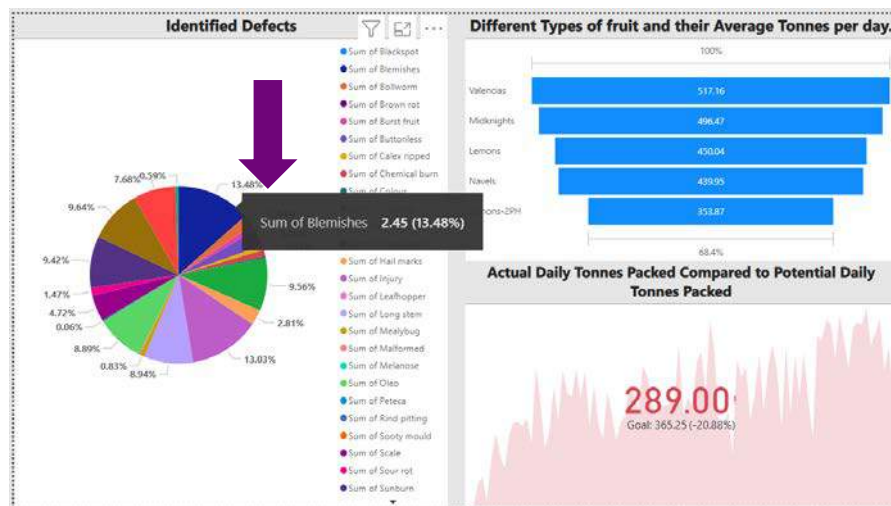 Identified Defects
Sum of Blackspot
Sum of Blemishes
Sum of Bollworm
Sum of Brown rot
Sum of Burst fruit
Sum of Buttonless
Sum of Calex ripped
Sum of Chemical burn
Sum of Colour
Sum of Hail marks
Sum of Injury
Sum of Leafhopper
Sum of Long stem
Sum of Mealybug
Sum of Malformed
Sum of Melanose
Sum of Oleo
Sum of Peteca
Sum of Rind pitting
Sum of Sooty mould
Sum of Scale
Sum of Sour rot
Sum of Sunburn
7.68%
0.59%
13.48%
9.64%
Sum of Blemishes 2.45 (13.48%)
9.42%
1.47%
4.72%
0.06%
8.89%
0.83%
8.94%
13.03%
2.81%
9.56%
Different Types of fruit and their Average Tonnes per day.
100%
Valencias 517.16
Midknights 496.47
Lemons 450.04
Navels 439.95
ons-2PH 353.87
68.4%
Actual Daily Tonnes Packed Compared to Potential Daily
Tonnes Packed
289.00
Goal: 365.25 (-20.88%)